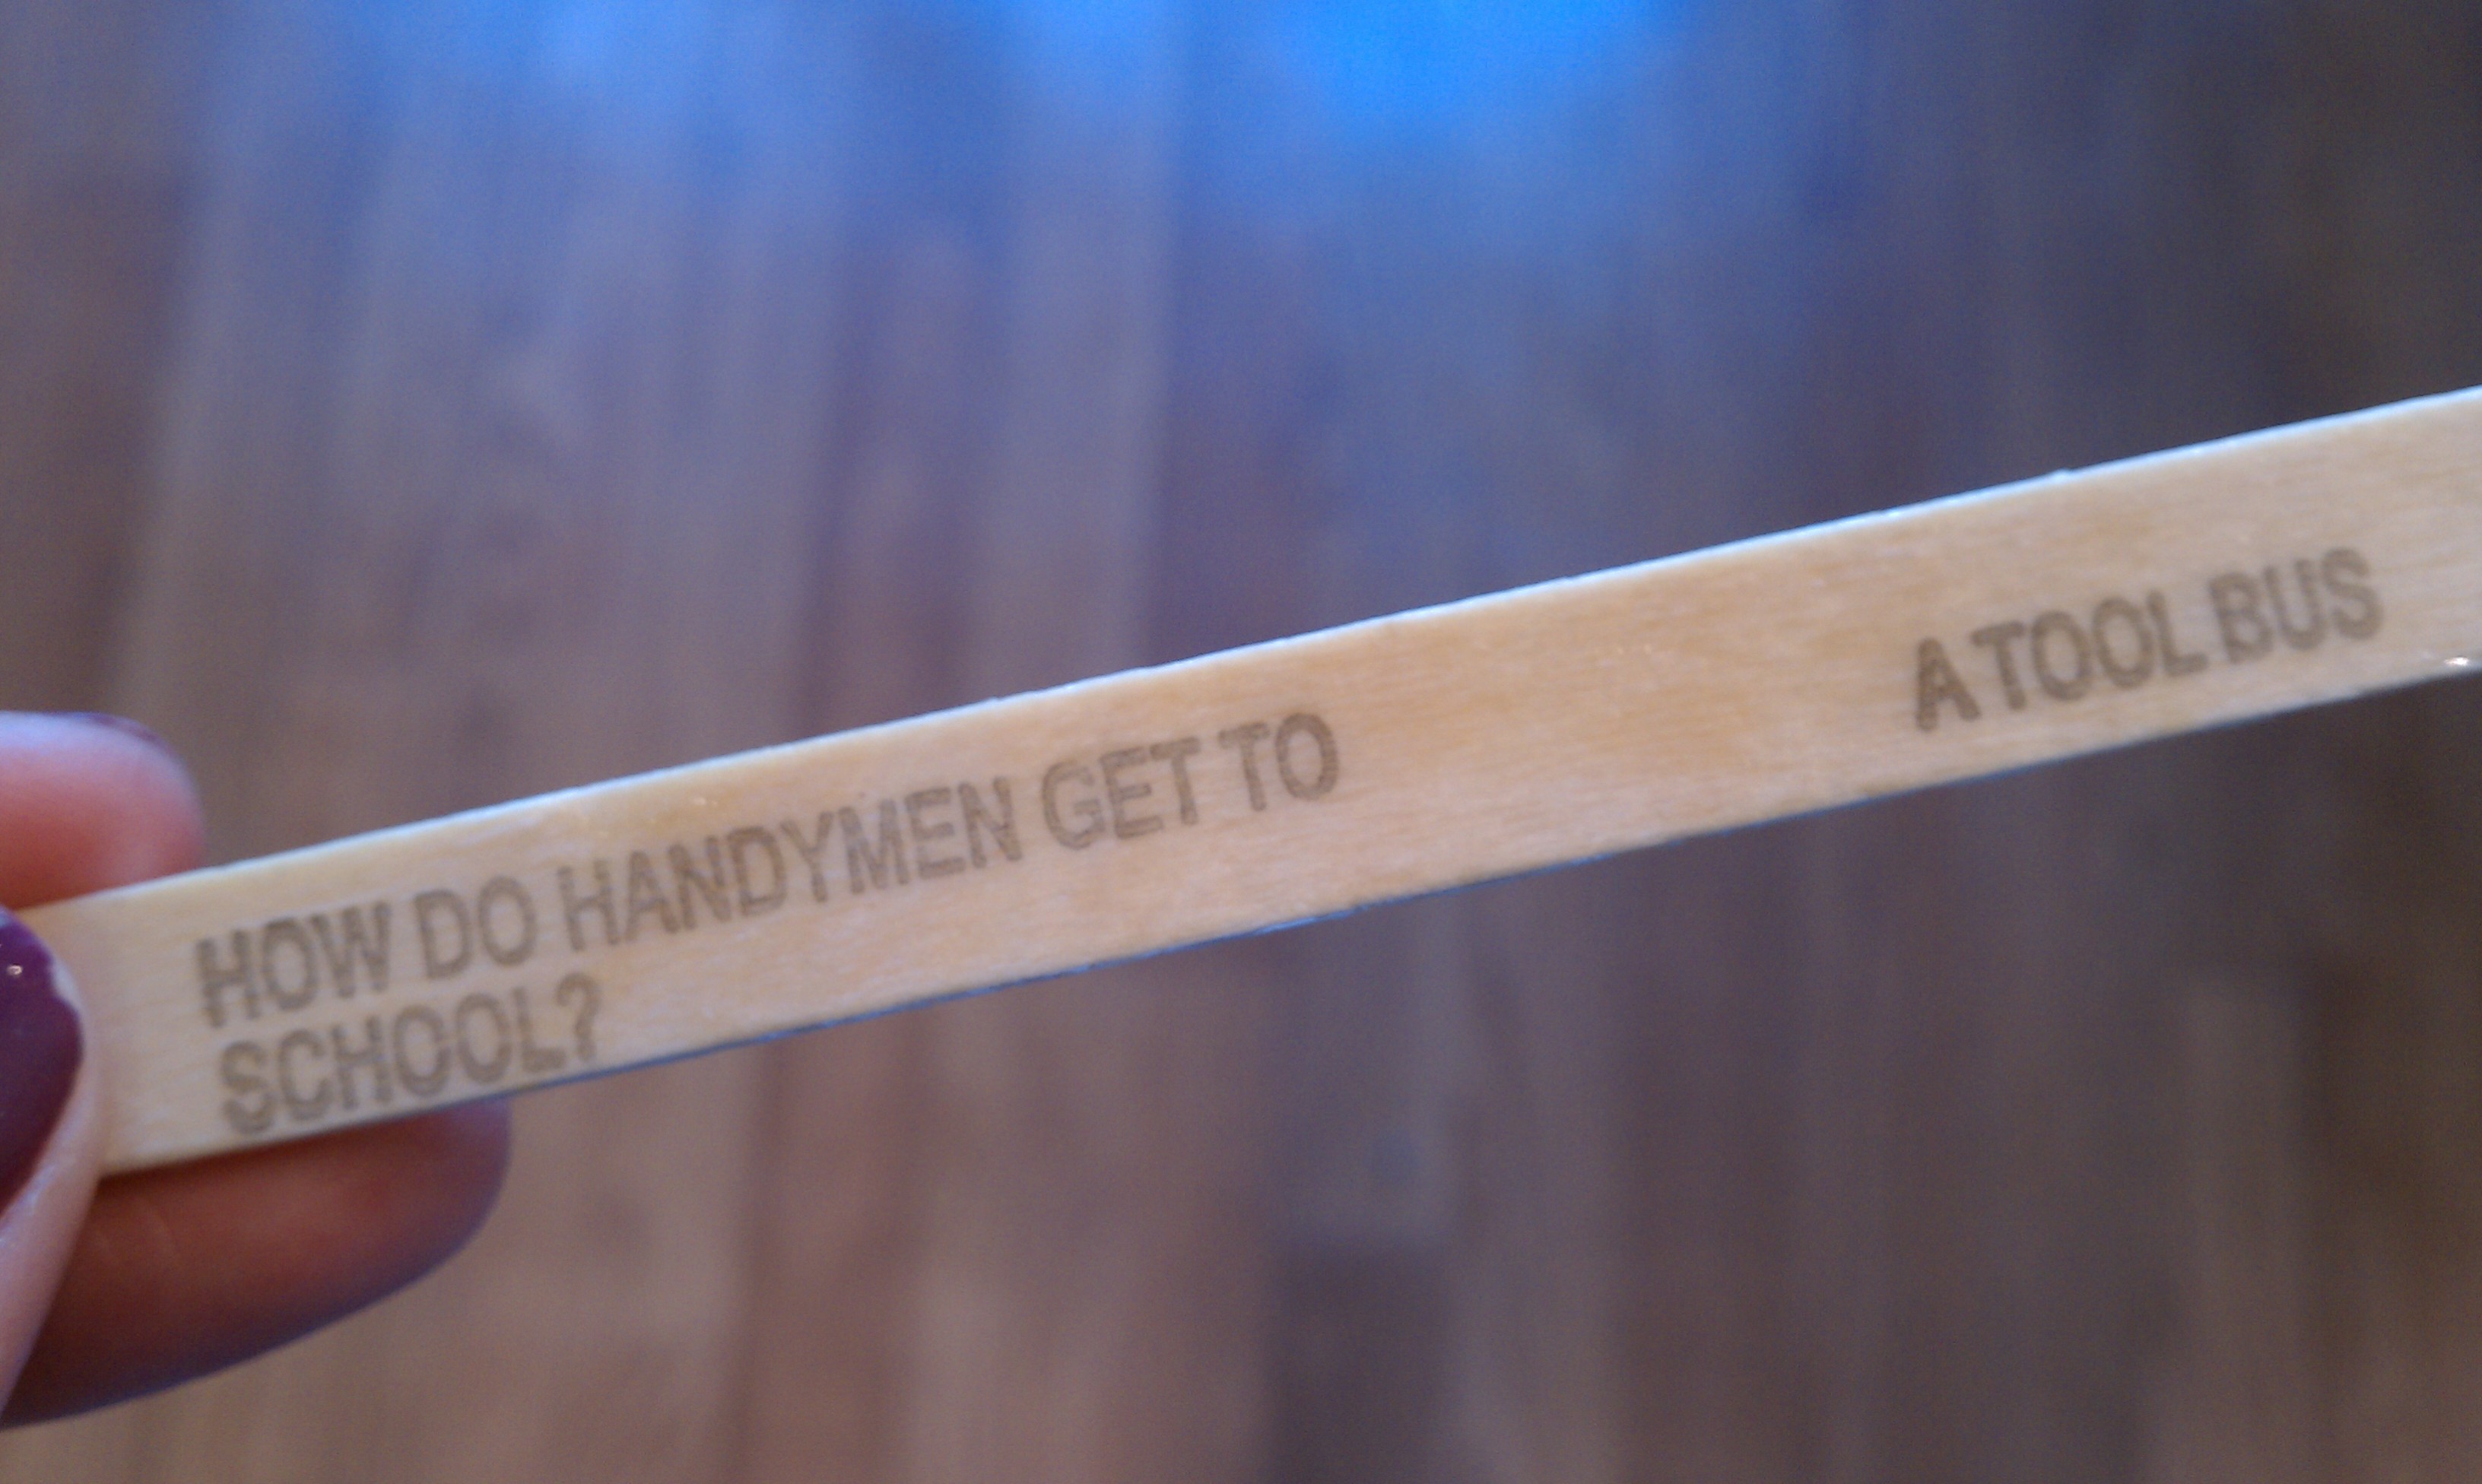 HOW DO HANDYMEN GET TO
SCHOOL?
A TOOL BUS